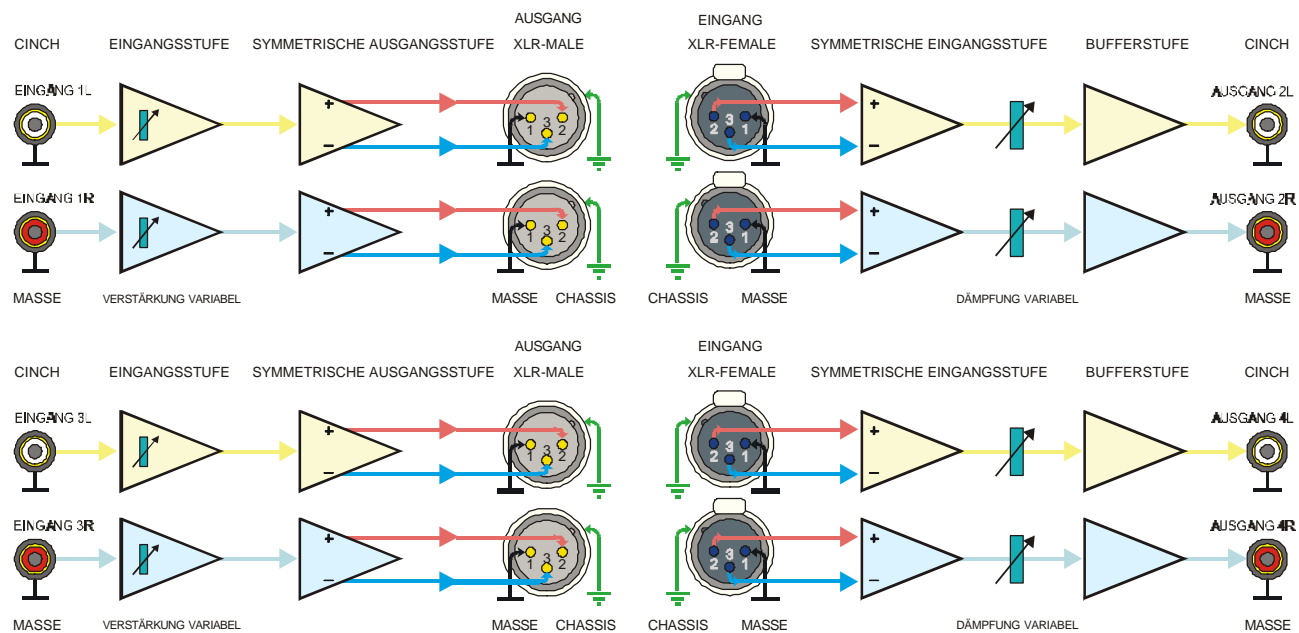 AUSGANG EINGANG
CINCH EINGANGSSTUFE SYMMETRISCHE AUSGANGSSTUFE XLR-MALE XLR-FEMALE SYMMETRISCHE EINGANGSSTUFE BUFFERSTUFE CINCH
EINGANG 1L AUSGANG 2L
+ +
1 3 2 2 3 1
− −
EINGANG 1R AUSGANG 2R
+ +
1 3 2 2 3 1
− −
MASSE VERSTÄRKUNG VARIABEL MASSE CHASSIS CHASSIS MASSE DÄMPFUNG VARIABEL MASSE
AUSGANG EINGANG
CINCH EINGANGSSTUFE SYMMETRISCHE AUSGANGSSTUFE XLR-MALE XLR-FEMALE SYMMETRISCHE EINGANGSSTUFE BUFFERSTUFE CINCH
EINGANG 3L AUSGANG 4L
+ +
1 3 2 2 3 1
− −
EINGANG 3R AUSGANG 4R
+ +
1 3 2 2 3 1
− −
MASSE VERSTÄRKUNG VARIABEL MASSE CHASSIS CHASSIS MASSE DÄMPFUNG VARIABEL MASSE